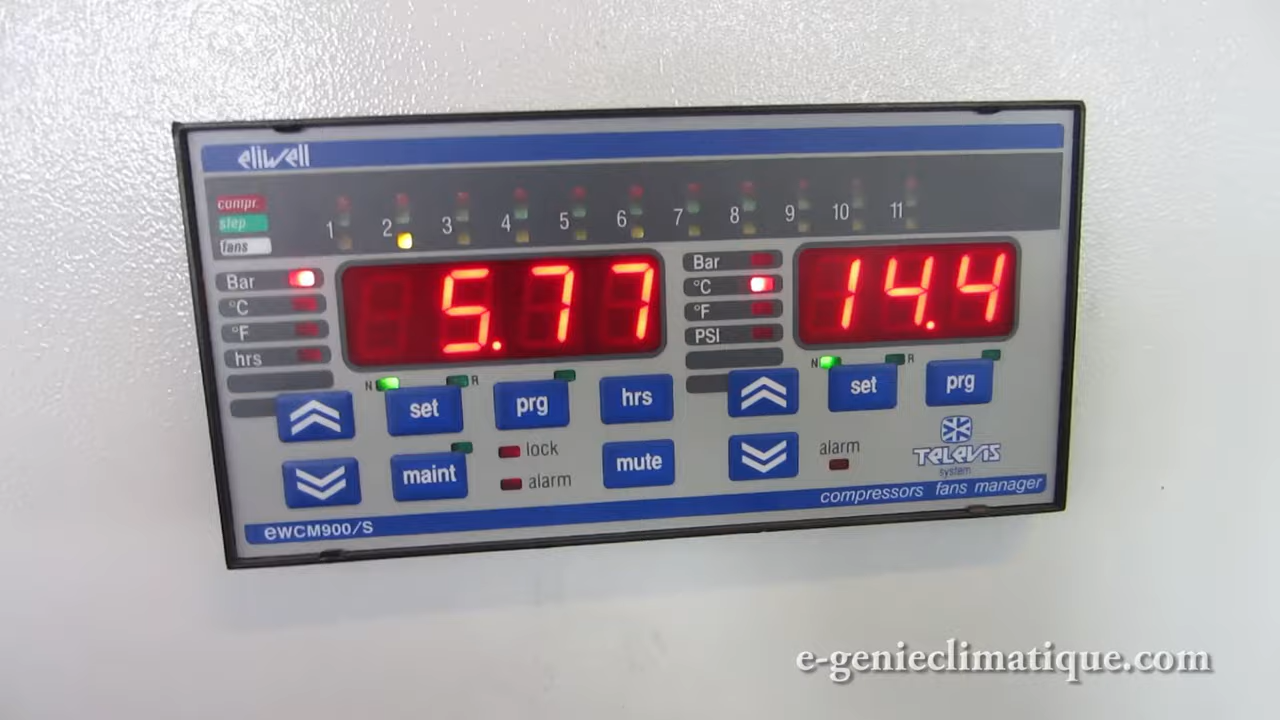 eliwell
compr.
step
fans
1 2 3 4 5 6 7 8 9 10 11
Bar
°C
°F
hrs
5.77
Bar
°C
°F
PSI
14.4
N R N R
set prg hrs set prg
maint lock mute alarm
alarm
TELEVIS
system
compressors fans manager
eWCM900/S
e-genieclimatique.com